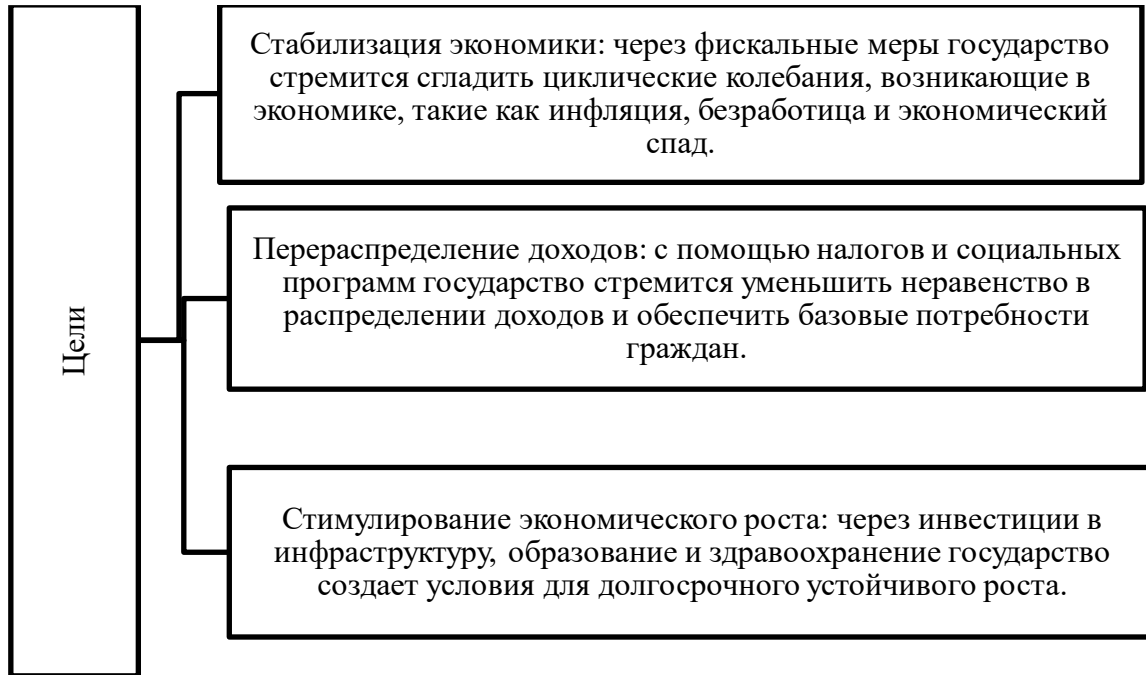 Цели
Стабилизация экономики: через фискальные меры государство
стремится сгладить циклические колебания, возникающие в
экономике, такие как инфляция, безработица и экономический
спад.
Перераспределение доходов: с помощью налогов и социальных
программ государство стремится уменьшить неравенство в
распределении доходов и обеспечить базовые потребности
граждан.
Стимулирование экономического роста: через инвестиции в
инфраструктуру, образование и здравоохранение государство
создает условия для долгосрочного устойчивого роста.